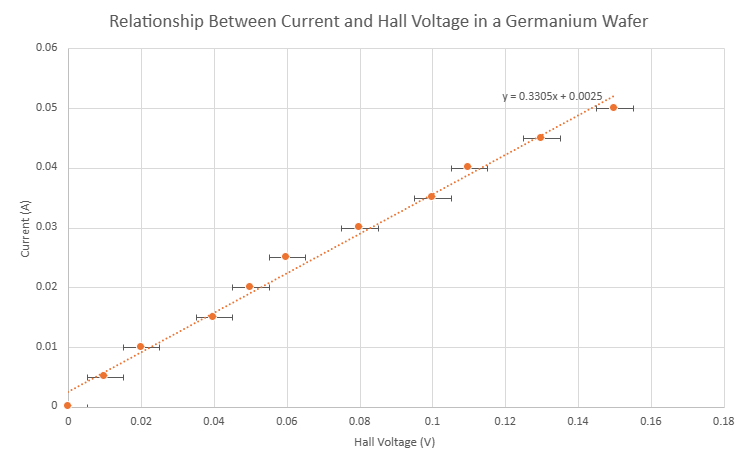 Relationship Between Current and Hall Voltage in a Germanium Wafer
0.06
y = 0.3305x + 0.0025
0.05
0.04
Current (A)
0.03
0.02
0.01
0
0 0.02 0.04 0.06 0.08 0.1 0.12 0.14 0.16 0.18
Hall Voltage (V)